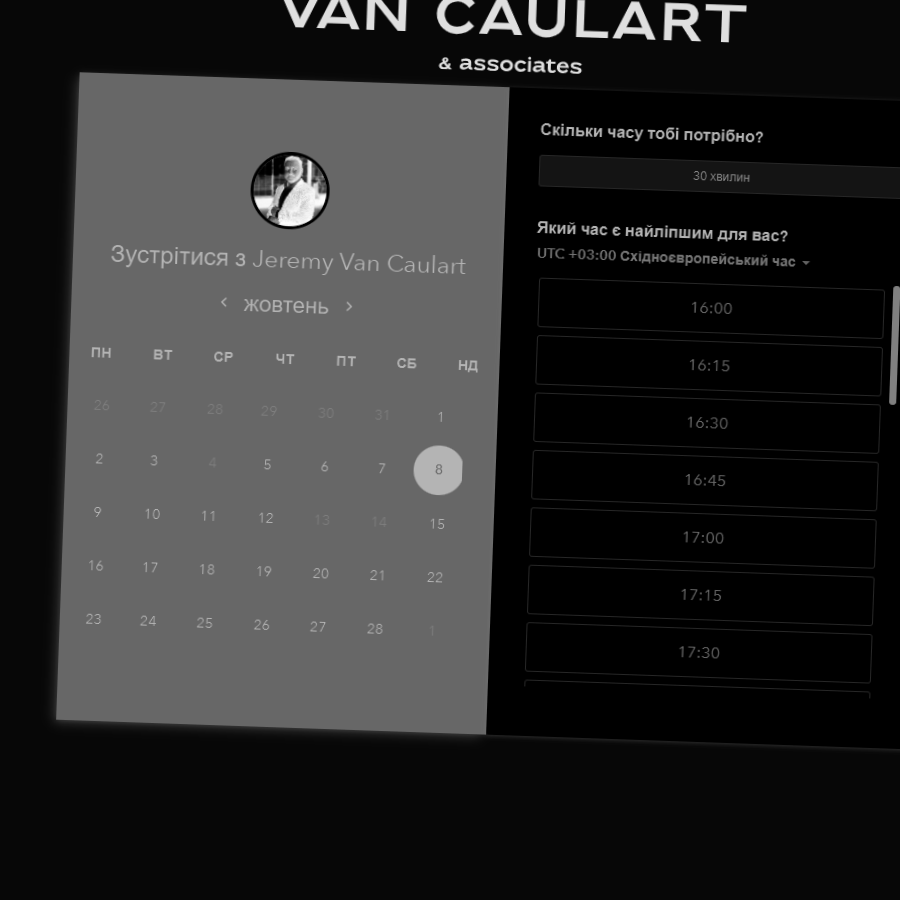 VAN CAULART
& associates
Зустрітися з Jeremy Van Caulart
‹ жовтень ›
ПН ВТ СР ЧТ ПТ СБ НД
26 27 28 29 30 31 1
2 3 4 5 6 7 8
9 10 11 12 13 14 15
16 17 18 19 20 21 22
23 24 25 26 27 28 1
Скільки часу тобі потрібно?
30 хвилин
Який час є найліпшим для вас?
UTC +03:00 Східноєвропейський час
16:00
16:15
16:30
16:45
17:00
17:15
17:30